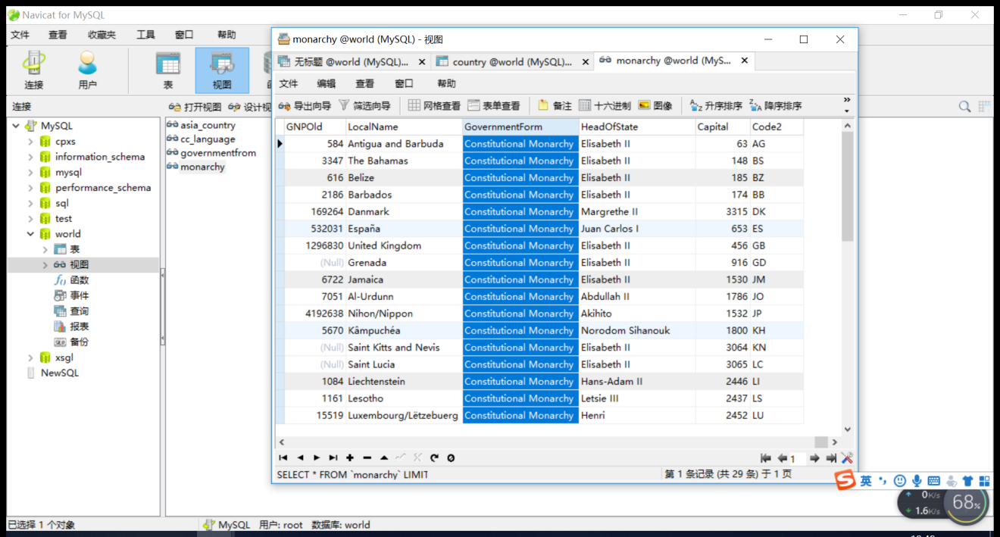 Navicat for MySQL
文件 查看 收藏夹 工具 窗口 帮助
连接 用户 表 视图
连接
打开视图 设计视
MySQL
cpxs
information_schema
mysql
performance_schema
sql
test
world
表
视图
函数
事件
查询
报表
备份
xsgl
NewSQL
asia_country
cc_language
governmentfrom
monarchy
monarchy @world (MySQL) - 视图
无标题 @world (MySQL)... country @world (MySQL)... monarchy @world (MyS...
文件 编辑 查看 窗口 帮助
导出向导 筛选向导 网格查看 表单查看 备注 十六进制 图像 升序排序 降序排序
GNPOld LocalName GovernmentForm HeadOfState Capital Code2
584 Antigua and Barbuda Constitutional Monarchy Elisabeth II 63 AG
3347 The Bahamas Constitutional Monarchy Elisabeth II 148 BS
616 Belize Constitutional Monarchy Elisabeth II 185 BZ
2186 Barbados Constitutional Monarchy Elisabeth II 174 BB
169264 Danmark Constitutional Monarchy Margrethe II 3315 DK
532031 España Constitutional Monarchy Juan Carlos I 653 ES
1296830 United Kingdom Constitutional Monarchy Elisabeth II 456 GB
(Null) Grenada Constitutional Monarchy Elisabeth II 916 GD
6722 Jamaica Constitutional Monarchy Elisabeth II 1530 JM
7051 Al-Urdunn Constitutional Monarchy Abdullah II 1786 JO
4192638 Nihon/Nippon Constitutional Monarchy Akihito 1532 JP
5670 Kâmpuchéa Constitutional Monarchy Norodom Sihanouk 1800 KH
(Null) Saint Kitts and Nevis Constitutional Monarchy Elisabeth II 3064 KN
(Null) Saint Lucia Constitutional Monarchy Elisabeth II 3065 LC
1084 Liechtenstein Constitutional Monarchy Hans-Adam II 2446 LI
1161 Lesotho Constitutional Monarchy Letsie III 2437 LS
15519 Luxembourg/Lëtzebuerg Constitutional Monarchy Henri 2452 LU
1
SELECT * FROM `monarchy` LIMIT 第 1 条记录 (共 29 条) 于 1 页
英
0K/s
1.6K/s
68%
已选择 1 个对象 MySQL 用户: root 数据库: world